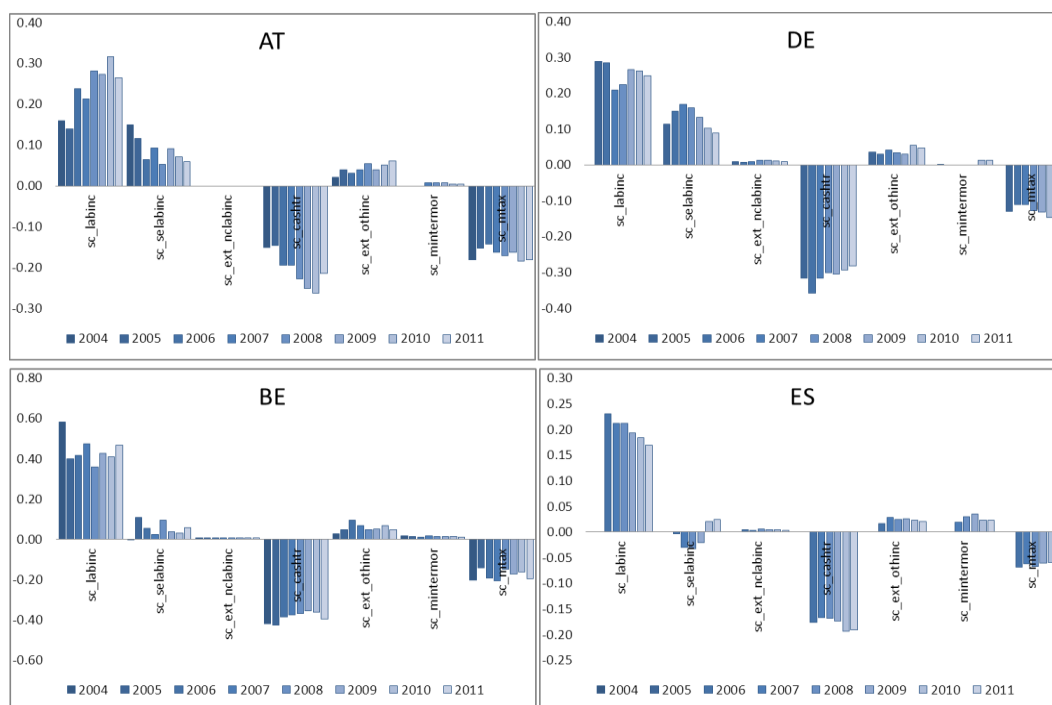 AT
0.40
0.30
0.20
0.10
0.00
-0.10
-0.20
-0.30
sc_labinc
sc_selabinc
sc_ext_nclabinc
sc_cashtr
sc_ext_othinc
sc_mintermor
sc_mtax
2004 2005 2006 2007 2008 2009 2010 2011
DE
0.40
0.30
0.20
0.10
0.00
-0.10
-0.20
-0.30
-0.40
sc_labinc
sc_selabinc
sc_ext_nclabinc
sc_cashtr
sc_ext_othinc
sc_mintermor
sc_mtax
2004 2005 2006 2007 2008 2009 2010 2011
BE
0.80
0.60
0.40
0.20
0.00
-0.20
-0.40
-0.60
sc_labinc
sc_selabinc
sc_ext_nclabinc
sc_cashtr
sc_ext_othinc
sc_mintermor
sc_mtax
2004 2005 2006 2007 2008 2009 2010 2011
ES
0.30
0.25
0.20
0.15
0.10
0.05
0.00
-0.05
-0.10
-0.15
-0.20
-0.25
sc_labinc
sc_selabinc
sc_ext_nclabinc
sc_cashtr
sc_ext_othinc
sc_mintermor
sc_mtax
2004 2005 2006 2007 2008 2009 2010 2011